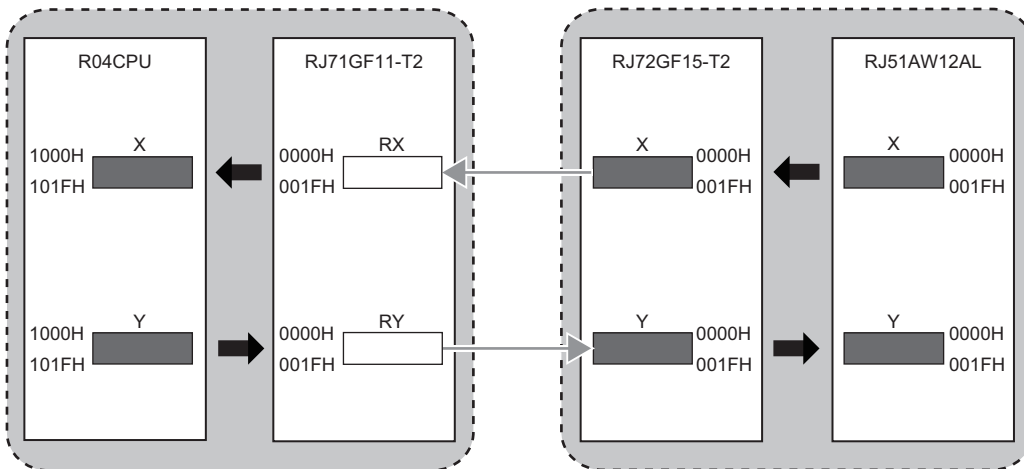 R04CPU
RJ71GF11-T2
RJ72GF15-T2
RJ51AW12AL
X
1000H
101FH
RX
0000H
001FH
X
0000H
001FH
X
0000H
001FH
Y
1000H
101FH
RY
0000H
001FH
Y
0000H
001FH
Y
0000H
001FH